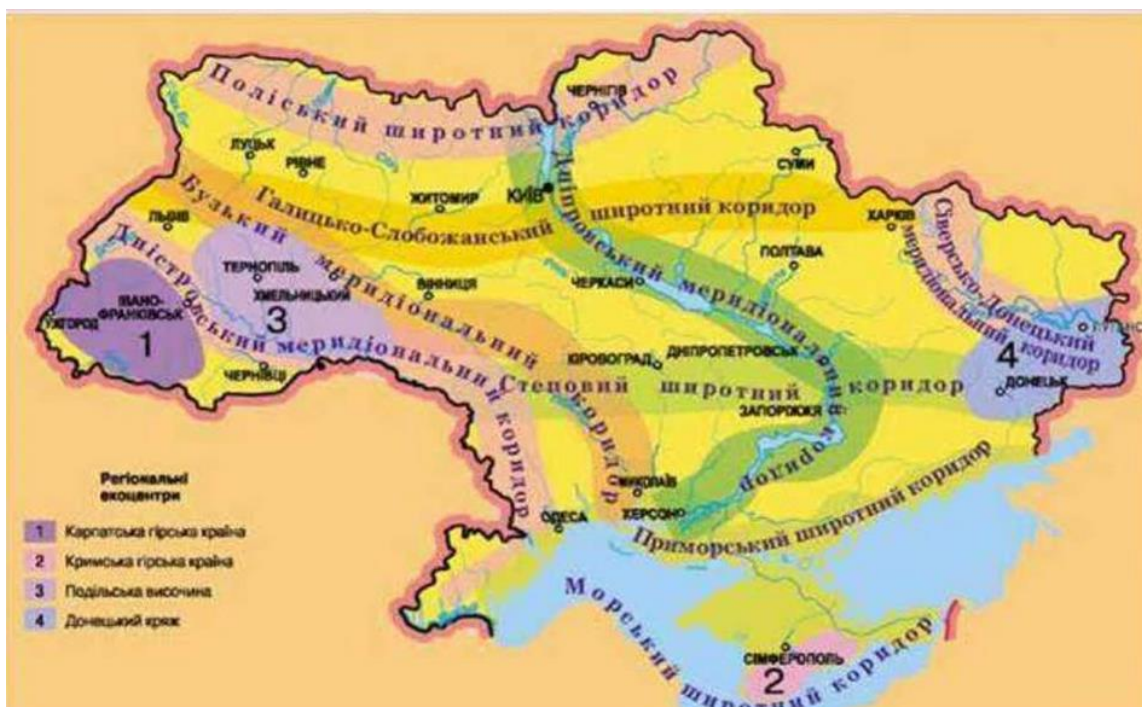 Поліський широтний коридор
ЧЕРНІГІВ
ЛУЦЬК
РІВНЕ
СУМИ
ЖИТОМИР
КИЇВ
ЛЬВІВ
Галицько-Слобожанський широтний коридор
ХАРКІВ
Бузький меридіональний коридор
Дніпровський меридіональний коридор
Сіверсько-Донецький
меридіональний коридор
Дністровський меридіональний коридор
ТЕРНОПІЛЬ
ХМЕЛЬНИЦЬКИЙ
3
ВІННИЦЯ
ПОЛТАВА
ЧЕРКАСИ
ІВАНО-
ФРАНКІВСЬК
УЖГОРОД
1
ЧЕРНІВЦІ
ДНІПРОПЕТРОВСЬК
4
ДОНЕЦЬК
Степовий широтний коридор
ЗАПОРІЖЖЯ
МИКОЛАЇВ
ХЕРСОН
ОДЕСА
Приморський широтний коридор
Морський широтний коридор
СІМФЕРОПОЛЬ
2
Регіональні
екоцентри
1 Карпатська гірська країна
2 Кримська гірська країна
3 Подільська височина
4 Донецький кряж